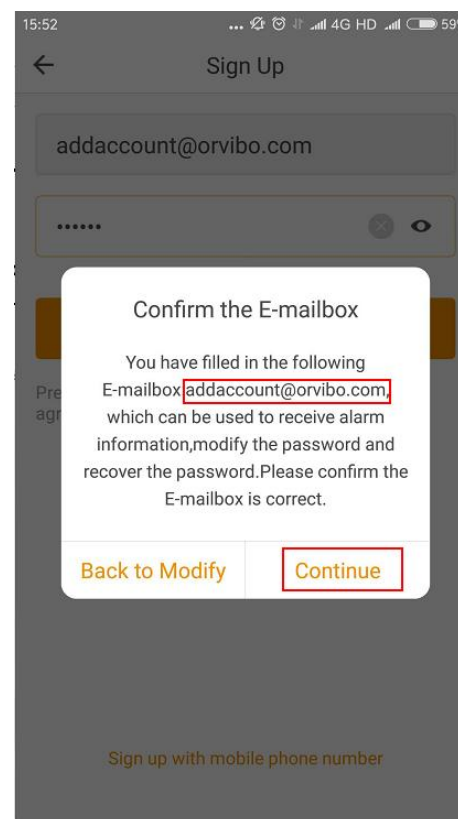 15:52 ... 4G HD 59%
Sign Up
addaccount@orvibo.com
••••••
Confirm the E-mailbox
You have filled in the following
E-mailbox addaccount@orvibo.com,
which can be used to receive alarm
information,modify the password and
recover the password.Please confirm the
E-mailbox is correct.
Pre
agr
Back to Modify Continue
Sign up with mobile phone number